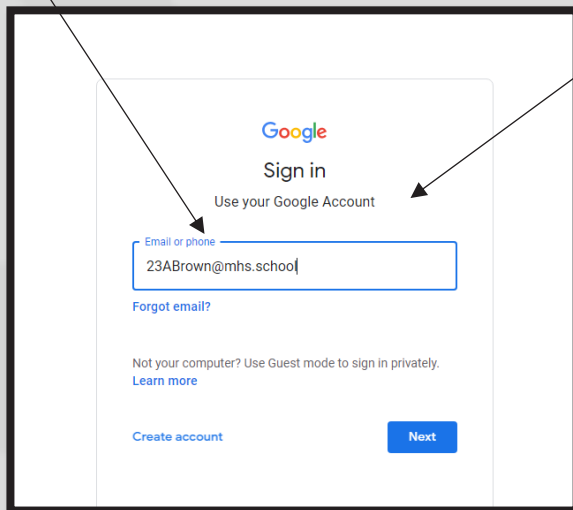 Google
Sign in
Use your Google Account
Email or phone
23ABrown@mhs.school
Forgot email?
Not your computer? Use Guest mode to sign in privately.
Learn more
Create account
Next